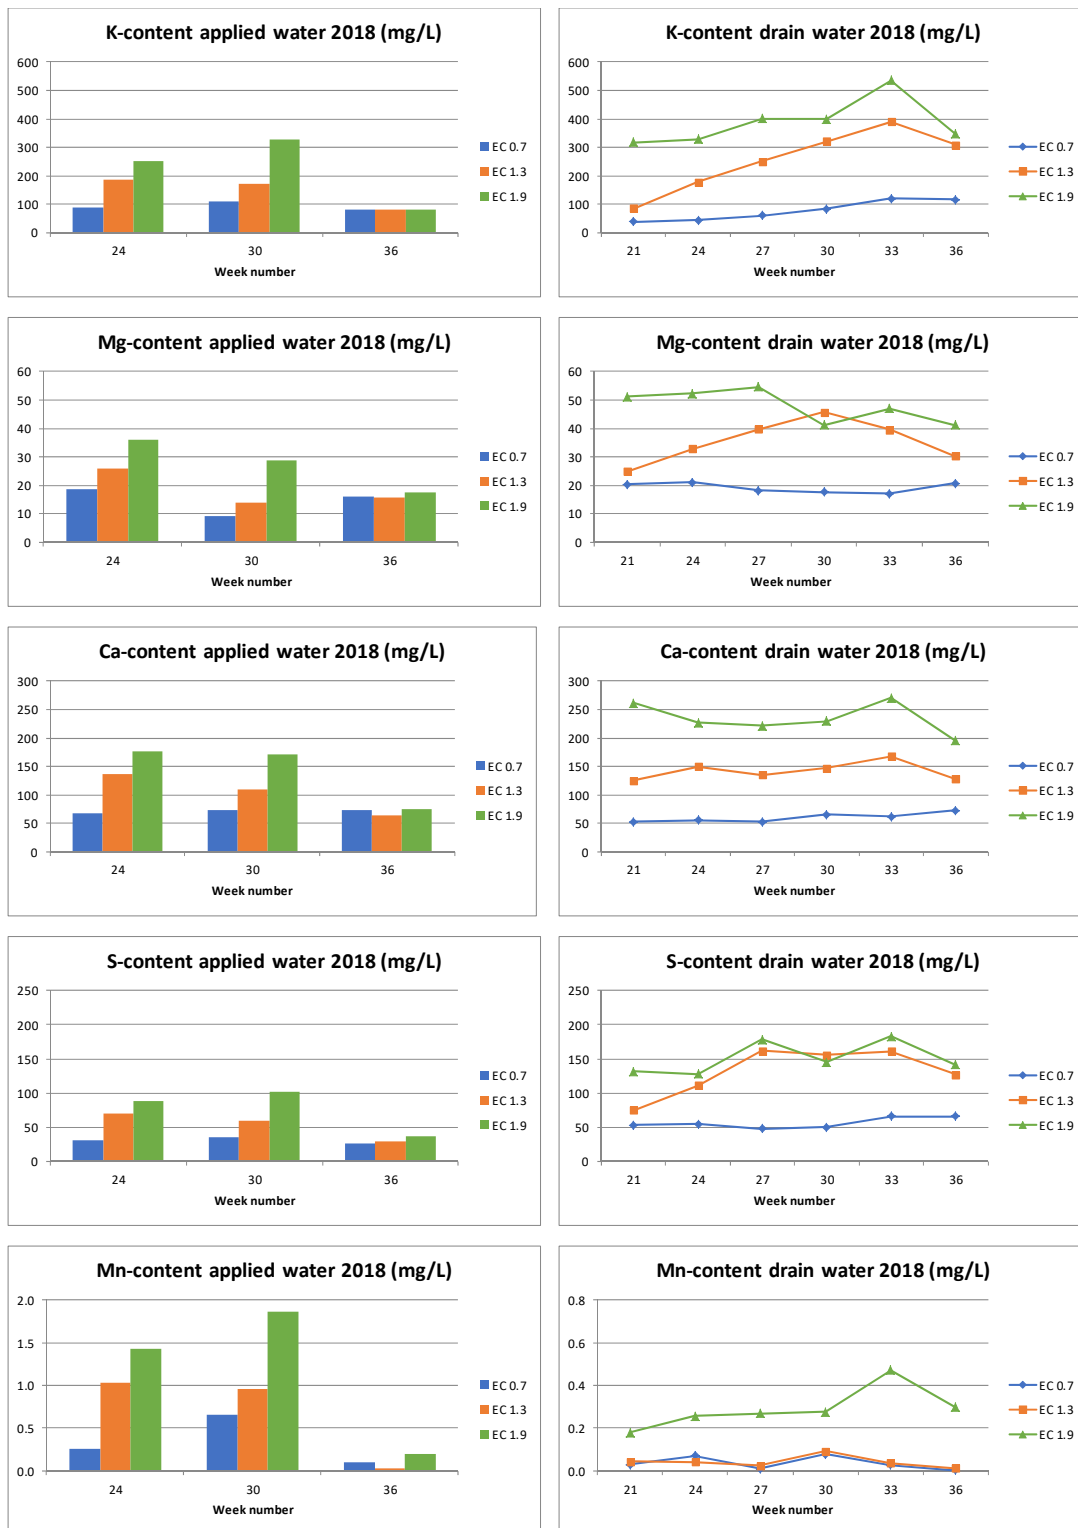 K-content applied water 2018 (mg/L)
600
500
400
300
200
100
0
24
30
36
Week number
EC 0.7
EC 1.3
EC 1.9
K-content drain water 2018 (mg/L)
600
500
400
300
200
100
0
21
24
27
30
33
36
Week number
EC 0.7
EC 1.3
EC 1.9
Mg-content applied water 2018 (mg/L)
60
50
40
30
20
10
0
24
30
36
Week number
EC 0.7
EC 1.3
EC 1.9
Mg-content drain water 2018 (mg/L)
60
50
40
30
20
10
0
21
24
27
30
33
36
Week number
EC 0.7
EC 1.3
EC 1.9
Ca-content applied water 2018 (mg/L)
300
250
200
150
100
50
0
24
30
36
Week number
EC 0.7
EC 1.3
EC 1.9
Ca-content drain water 2018 (mg/L)
300
250
200
150
100
50
0
21
24
27
30
33
36
Week number
EC 0.7
EC 1.3
EC 1.9
S-content applied water 2018 (mg/L)
250
200
150
100
50
0
24
30
36
Week number
EC 0.7
EC 1.3
EC 1.9
S-content drain water 2018 (mg/L)
250
200
150
100
50
0
21
24
27
30
33
36
Week number
EC 0.7
EC 1.3
EC 1.9
Mn-content applied water 2018 (mg/L)
2.0
1.5
1.0
0.5
0.0
24
30
36
Week number
EC 0.7
EC 1.3
EC 1.9
Mn-content drain water 2018 (mg/L)
0.8
0.6
0.4
0.2
0.0
21
24
27
30
33
36
Week number
EC 0.7
EC 1.3
EC 1.9